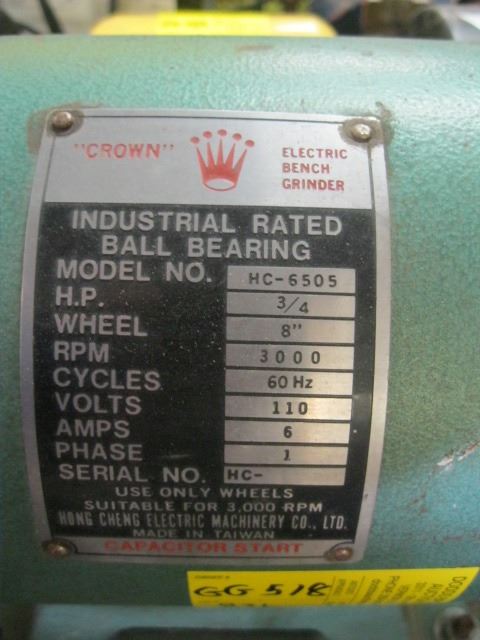 "CROWN"
ELECTRIC
BENCH
GRINDER
INDUSTRIAL RATED
BALL BEARING
MODEL NO. HC-6505
H.P. 3/4
WHEEL 8"
RPM 3000
CYCLES 60 Hz
VOLTS 110
AMPS 6
PHASE 1
SERIAL NO. HC-
USE ONLY WHEELS
SUITABLE FOR 3,000 RPM
HONG CHENG ELECTRIC MACHINERY CO., LTD.
MADE IN TAIWAN
CAPACITOR START
GG 518